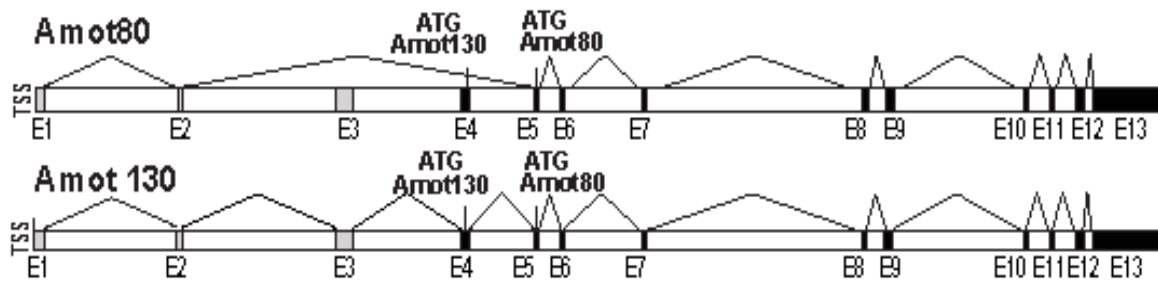 Amot80
ATG ATG
Amot130 Amot80
TSS
E1 E2 E3 E4 E5 E6 E7 E8 E9 E10 E11 E12 E13
Amot 130
ATG ATG
Amot130 Amot80
TSS
E1 E2 E3 E4 E5 E6 E7 E8 E9 E10 E11 E12 E13